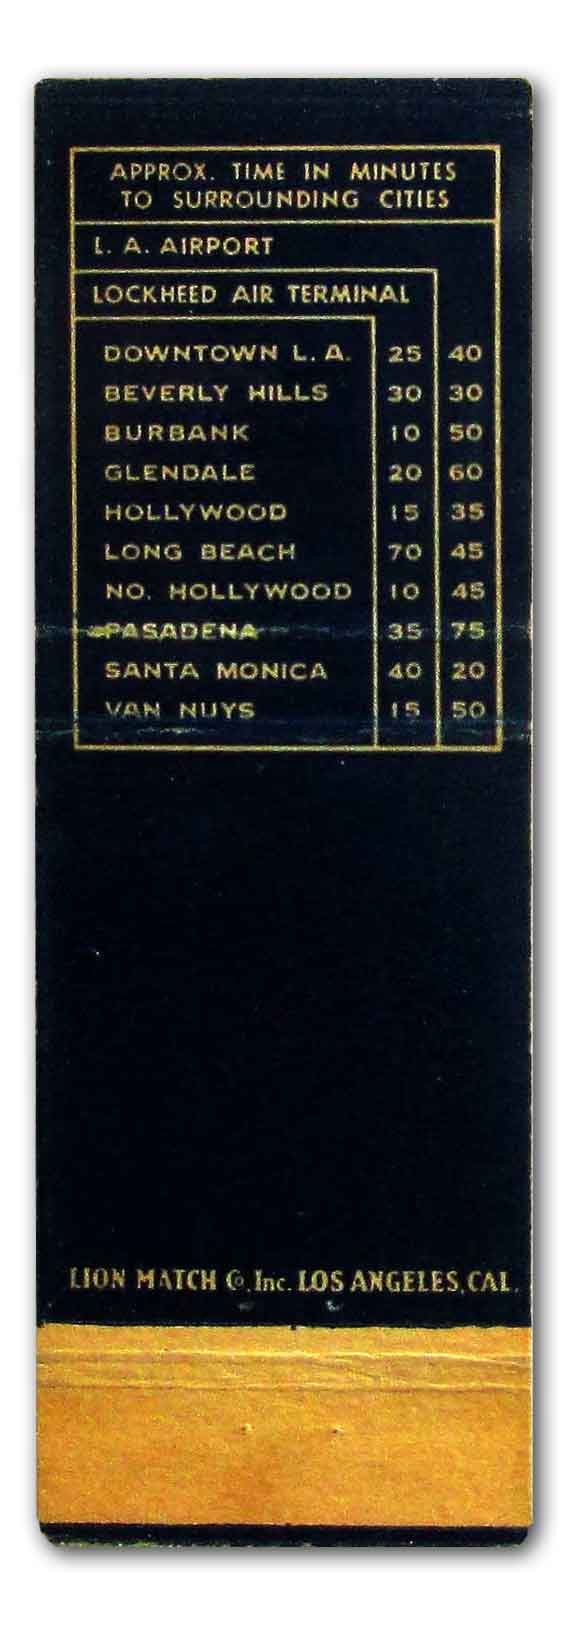 APPROX. TIME IN MINUTES
TO SURROUNDING CITIES
L. A. AIRPORT
LOCKHEED AIR TERMINAL
DOWNTOWN L. A. 25 40
BEVERLY HILLS 30 30
BURBANK 10 50
GLENDALE 20 60
HOLLYWOOD 15 35
LONG BEACH 70 45
NO. HOLLYWOOD 10 45
PASADENA 35 75
SANTA MONICA 40 20
VAN NUYS 15 50
LION MATCH Co. Inc. LOS ANGELES, CAL.